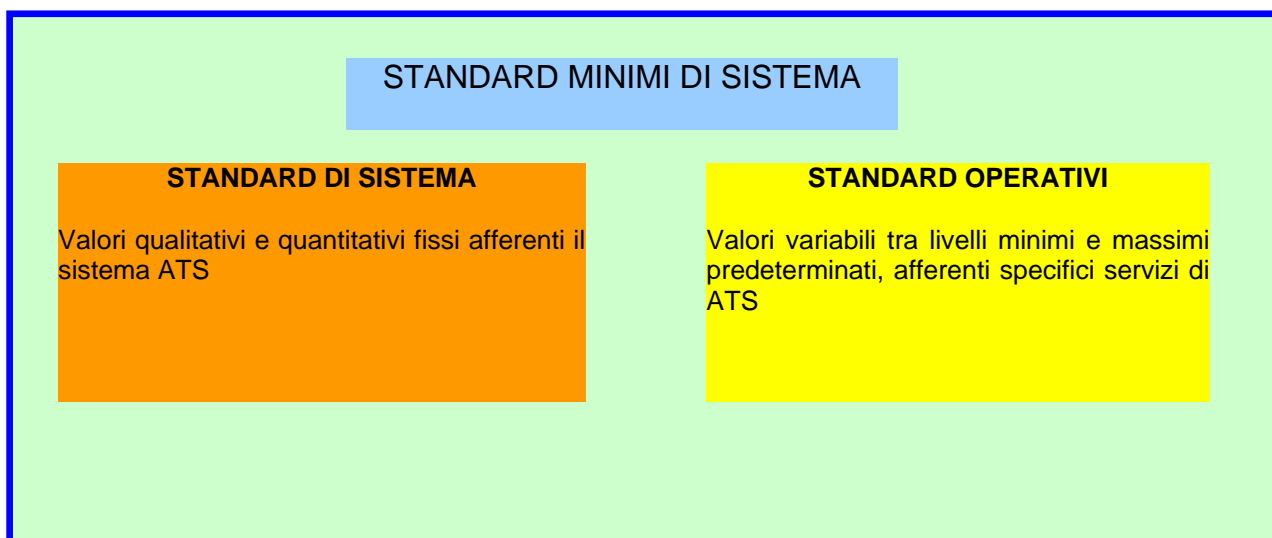 STANDARD MINIMI DI SISTEMA
STANDARD DI SISTEMA
Valori qualitativi e quantitativi fissi afferenti il
sistema ATS
STANDARD OPERATIVI
Valori variabili tra livelli minimi e massimi
predeterminati, afferenti specifici servizi di
ATS